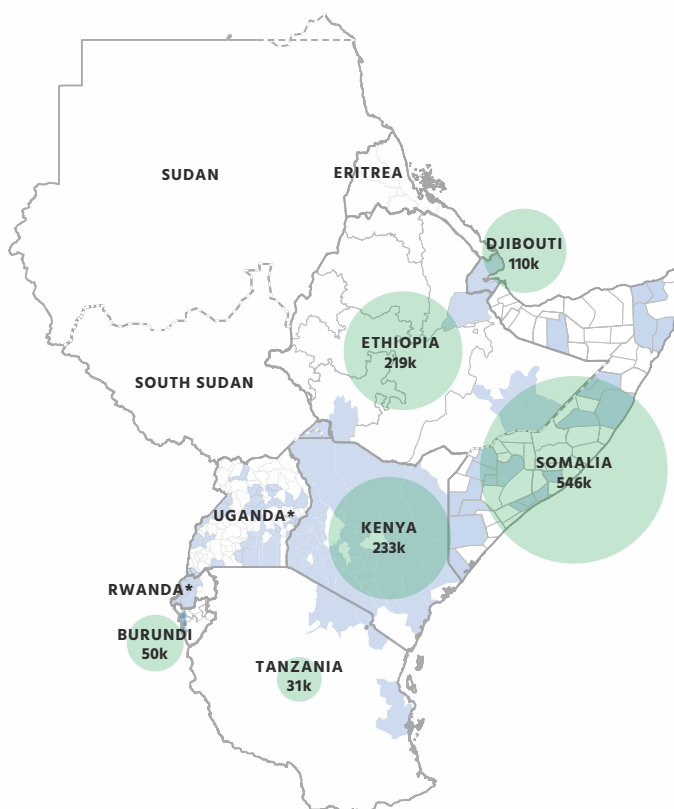 SUDAN
ERITREA
DJIBOUTI
110k
ETHIOPIA
219k
SOUTH SUDAN
SOMALIA
546k
UGANDA*
KENYA
233k
RWANDA*
BURUNDI
50k
TANZANIA
31k